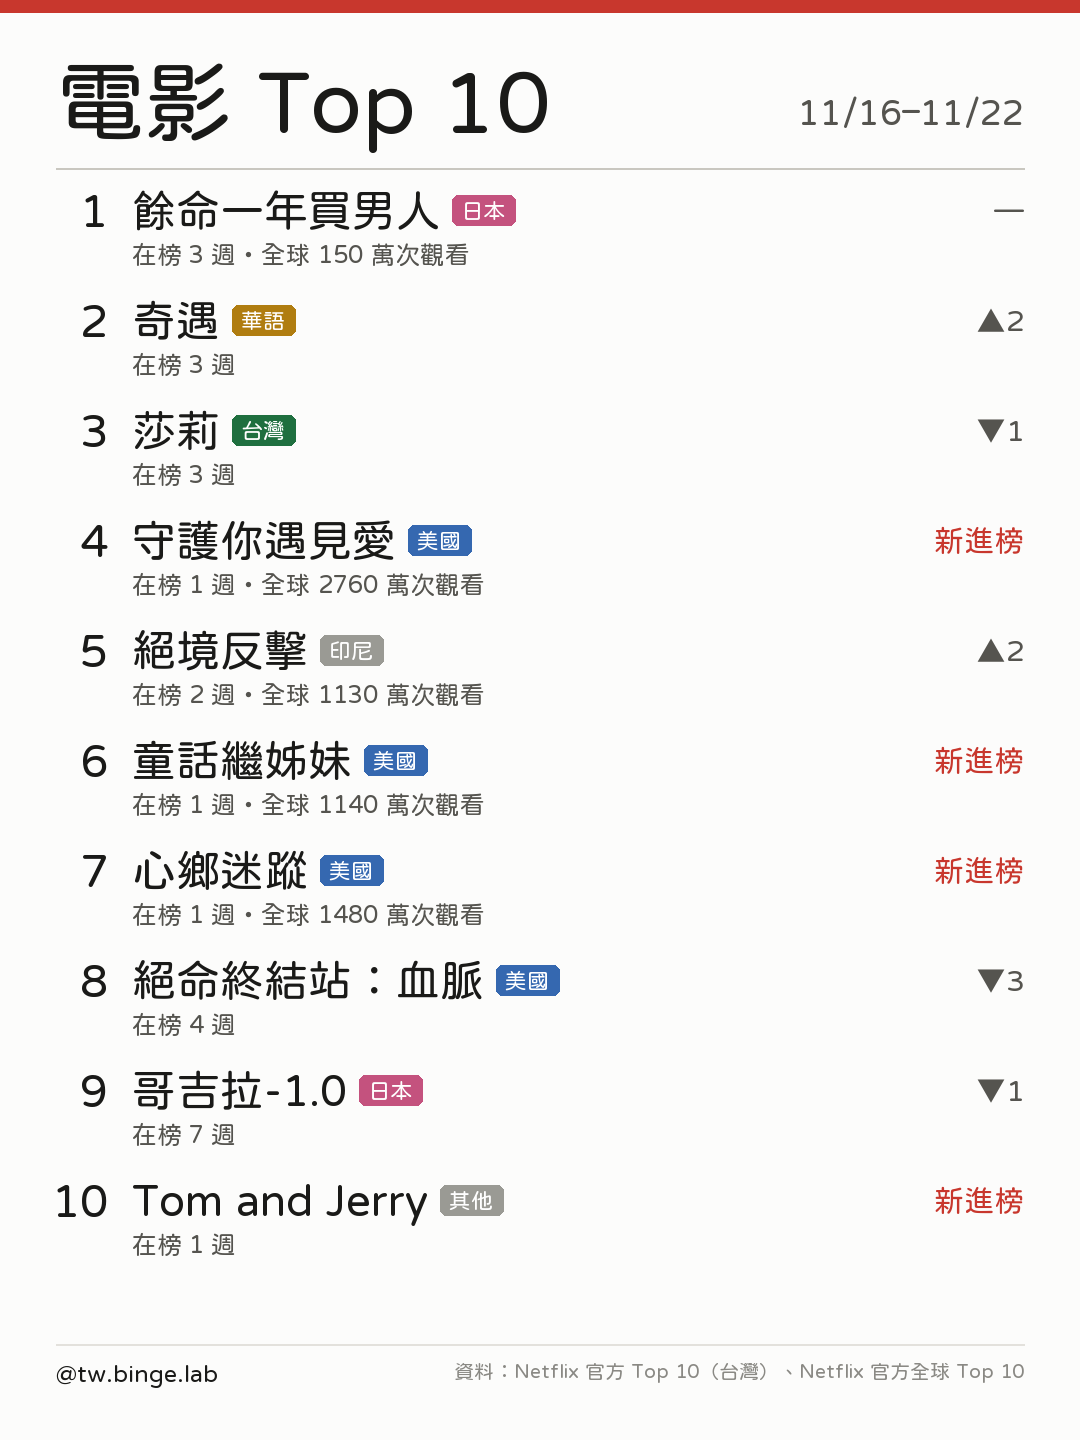 電影 Top 10
11/16–11/22
1 餘命一年買男人 日本 —
在榜 3 週・全球 150 萬次觀看
2 奇遇 華語 ▲2
在榜 3 週
3 莎莉 台灣 ▼1
在榜 3 週
4 守護你遇見愛 美國 新進榜
在榜 1 週・全球 2760 萬次觀看
5 絕境反擊 印尼 ▲2
在榜 2 週・全球 1130 萬次觀看
6 童話繼姊妹 美國 新進榜
在榜 1 週・全球 1140 萬次觀看
7 心鄉迷蹤 美國 新進榜
在榜 1 週・全球 1480 萬次觀看
8 絕命終結站：血脈 美國 ▼3
在榜 4 週
9 哥吉拉-1.0 日本 ▼1
在榜 7 週
10 Tom and Jerry 其他 新進榜
在榜 1 週
@tw.binge.lab
資料：Netflix 官方 Top 10（台灣）、Netflix 官方全球 Top 10